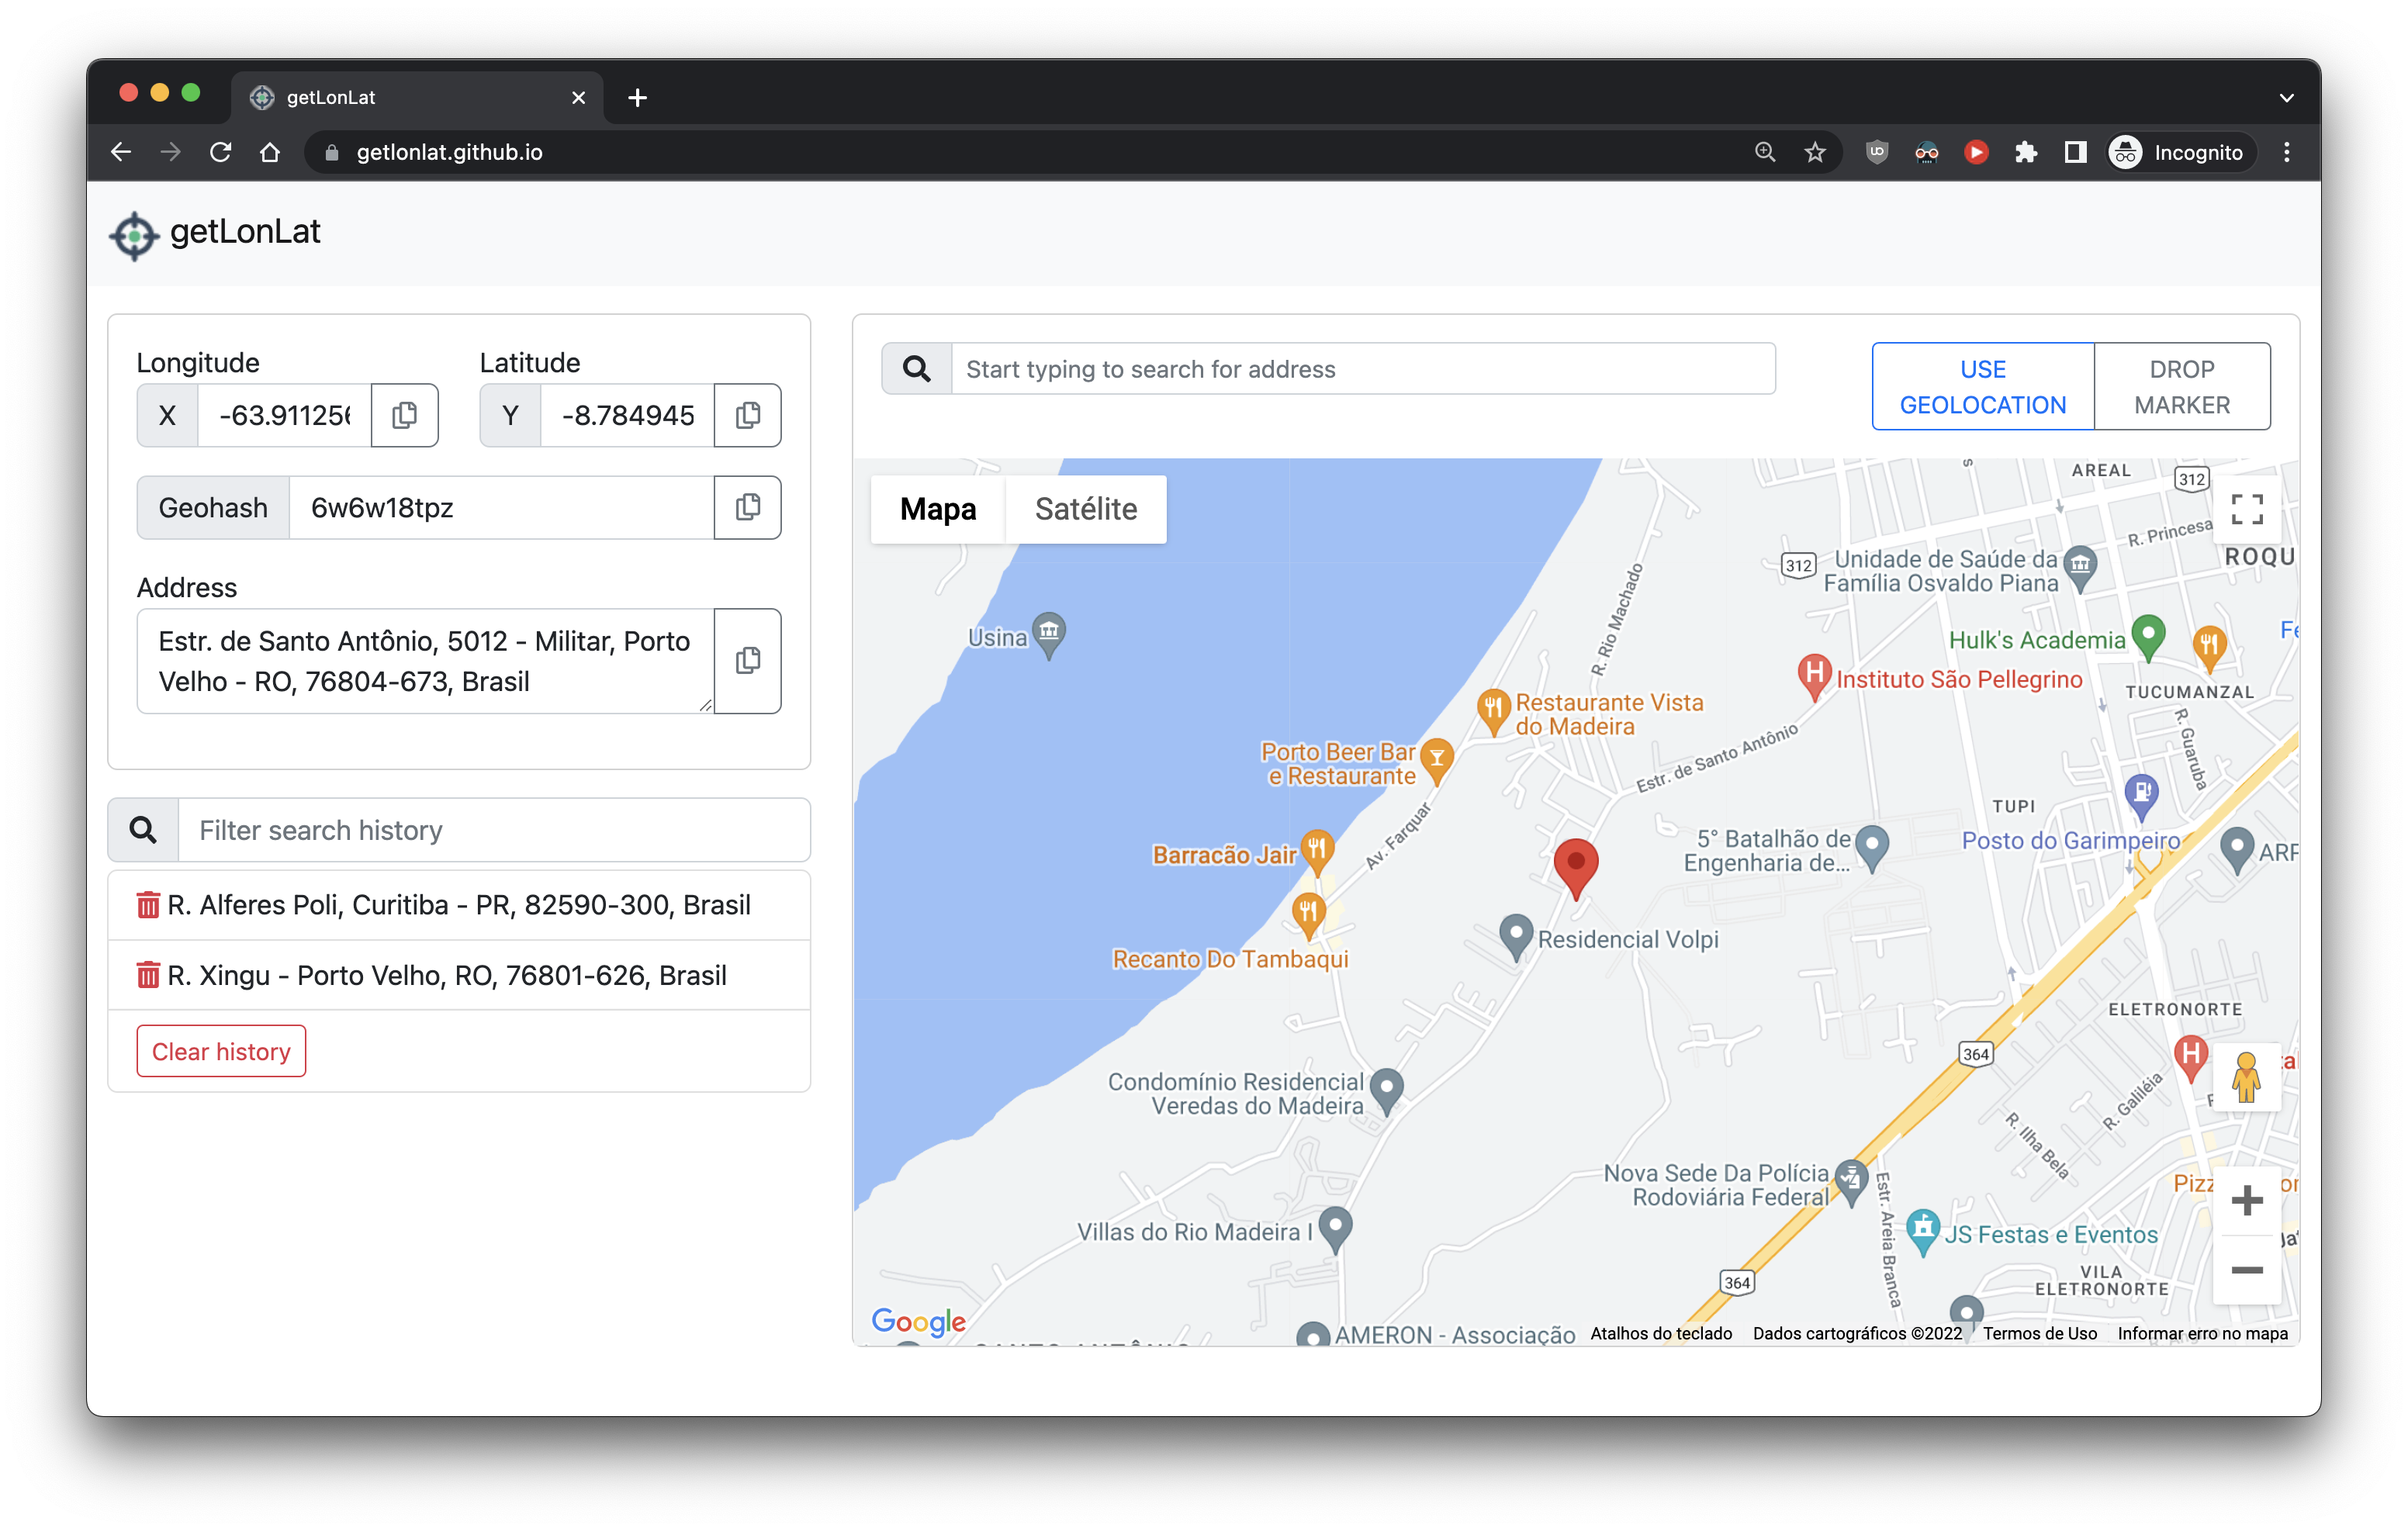 getLonLat
getlonlat.github.io
Incognito
getLonLat
Longitude
Latitude
X
-63.911256
Y
-8.784945
Geohash
6w6w18tpz
Address
Estr. de Santo Antônio, 5012 - Militar, Porto
Velho - RO, 76804-673, Brasil
Filter search history
R. Alferes Poli, Curitiba - PR, 82590-300, Brasil
R. Xingu - Porto Velho, RO, 76801-626, Brasil
Clear history
Start typing to search for address
USE
GEOLOCATION
DROP
MARKER
Mapa
Satélite
AREAL
312
R. Princesa
ROQU
312
Unidade de Saúde da
Família Osvaldo Piana
R. Rio Machado
Usina
Hulk's Academia
Fe
Instituto São Pellegrino
TUCUMANZAL
Restaurante Vista
do Madeira
R. Guaruba
Porto Beer Bar
e Restaurante
Estr. de Santo Antônio
TUPI
Av. Farquar
5° Batalhão de
Engenharia de...
Posto do Garimpeiro
Barracão Jair
ARF
Residencial Volpi
Recanto Do Tambaqui
ELETRONORTE
H
364
Condomínio Residencial
Veredas do Madeira
R. Galiléia
R. Ilha Bela
Nova Sede Da Polícia
Rodoviária Federal
Estr. Areia Branca
Pizz
Villas do Rio Madeira I
JS Festas e Eventos
VILA
ELETRONORTE
364
Google
AMERON - Associação
Atalhos do teclado
Dados cartográficos ©2022
Termos de Uso
Informar erro no mapa